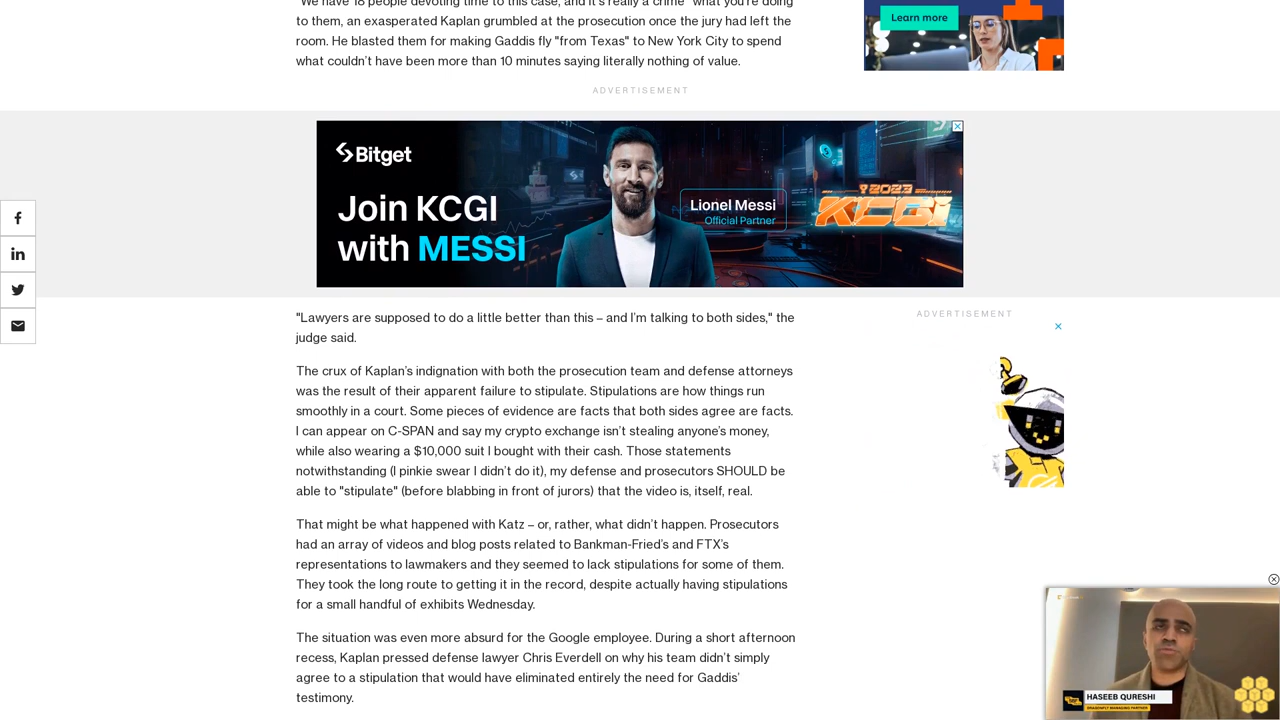 "We have 18 people devoting time to this case, and it's really a crime" what you're doing
to them, an exasperated Kaplan grumbled at the prosecution once the jury had left the
room. He blasted them for making Gaddis fly "from Texas" to New York City to spend
what couldn't have been more than 10 minutes saying literally nothing of value.
Learn more
ADVERTISEMENT
Bitget
Join KCGI
with MESSI
Lionel Messi
Official Partner
2023
KCGI
"Lawyers are supposed to do a little better than this – and I'm talking to both sides," the
judge said.
The crux of Kaplan's indignation with both the prosecution team and defense attorneys
was the result of their apparent failure to stipulate. Stipulations are how things run
smoothly in a court. Some pieces of evidence are facts that both sides agree are facts.
I can appear on C-SPAN and say my crypto exchange isn't stealing anyone's money,
while also wearing a $10,000 suit I bought with their cash. Those statements
notwithstanding (I pinkie swear I didn't do it), my defense and prosecutors SHOULD be
able to "stipulate" (before blabbing in front of jurors) that the video is, itself, real.
That might be what happened with Katz – or, rather, what didn't happen. Prosecutors
had an array of videos and blog posts related to Bankman-Fried's and FTX's
representations to lawmakers and they seemed to lack stipulations for some of them.
They took the long route to getting it in the record, despite actually having stipulations
for a small handful of exhibits Wednesday.
The situation was even more absurd for the Google employee. During a short afternoon
recess, Kaplan pressed defense lawyer Chris Everdell on why his team didn't simply
agree to a stipulation that would have eliminated entirely the need for Gaddis'
testimony.
ADVERTISEMENT
HASEEB QURESHI
DRAGONFLY MANAGING PARTNER